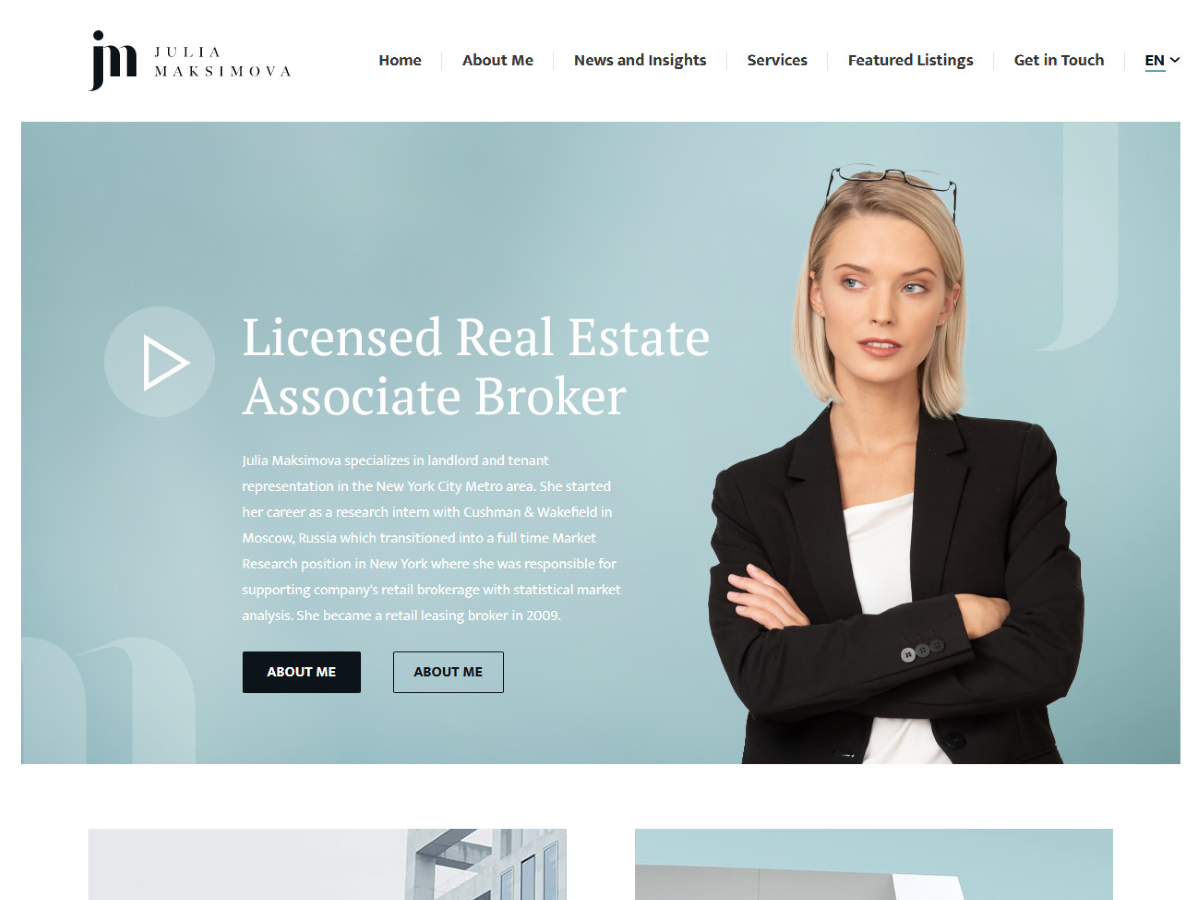 jm
JULIA
MAKSIMOVA
Home
About Me
News and Insights
Services
Featured Listings
Get in Touch
EN
Licensed Real Estate
Associate Broker
Julia Maksimova specializes in landlord and tenant
representation in the New York City Metro area. She started
her career as a research intern with Cushman & Wakefield in
Moscow, Russia which transitioned into a full time Market
Research position in New York where she was responsible for
supporting company's retail brokerage with statistical market
analysis. She became a retail leasing broker in 2009.
ABOUT ME
ABOUT ME